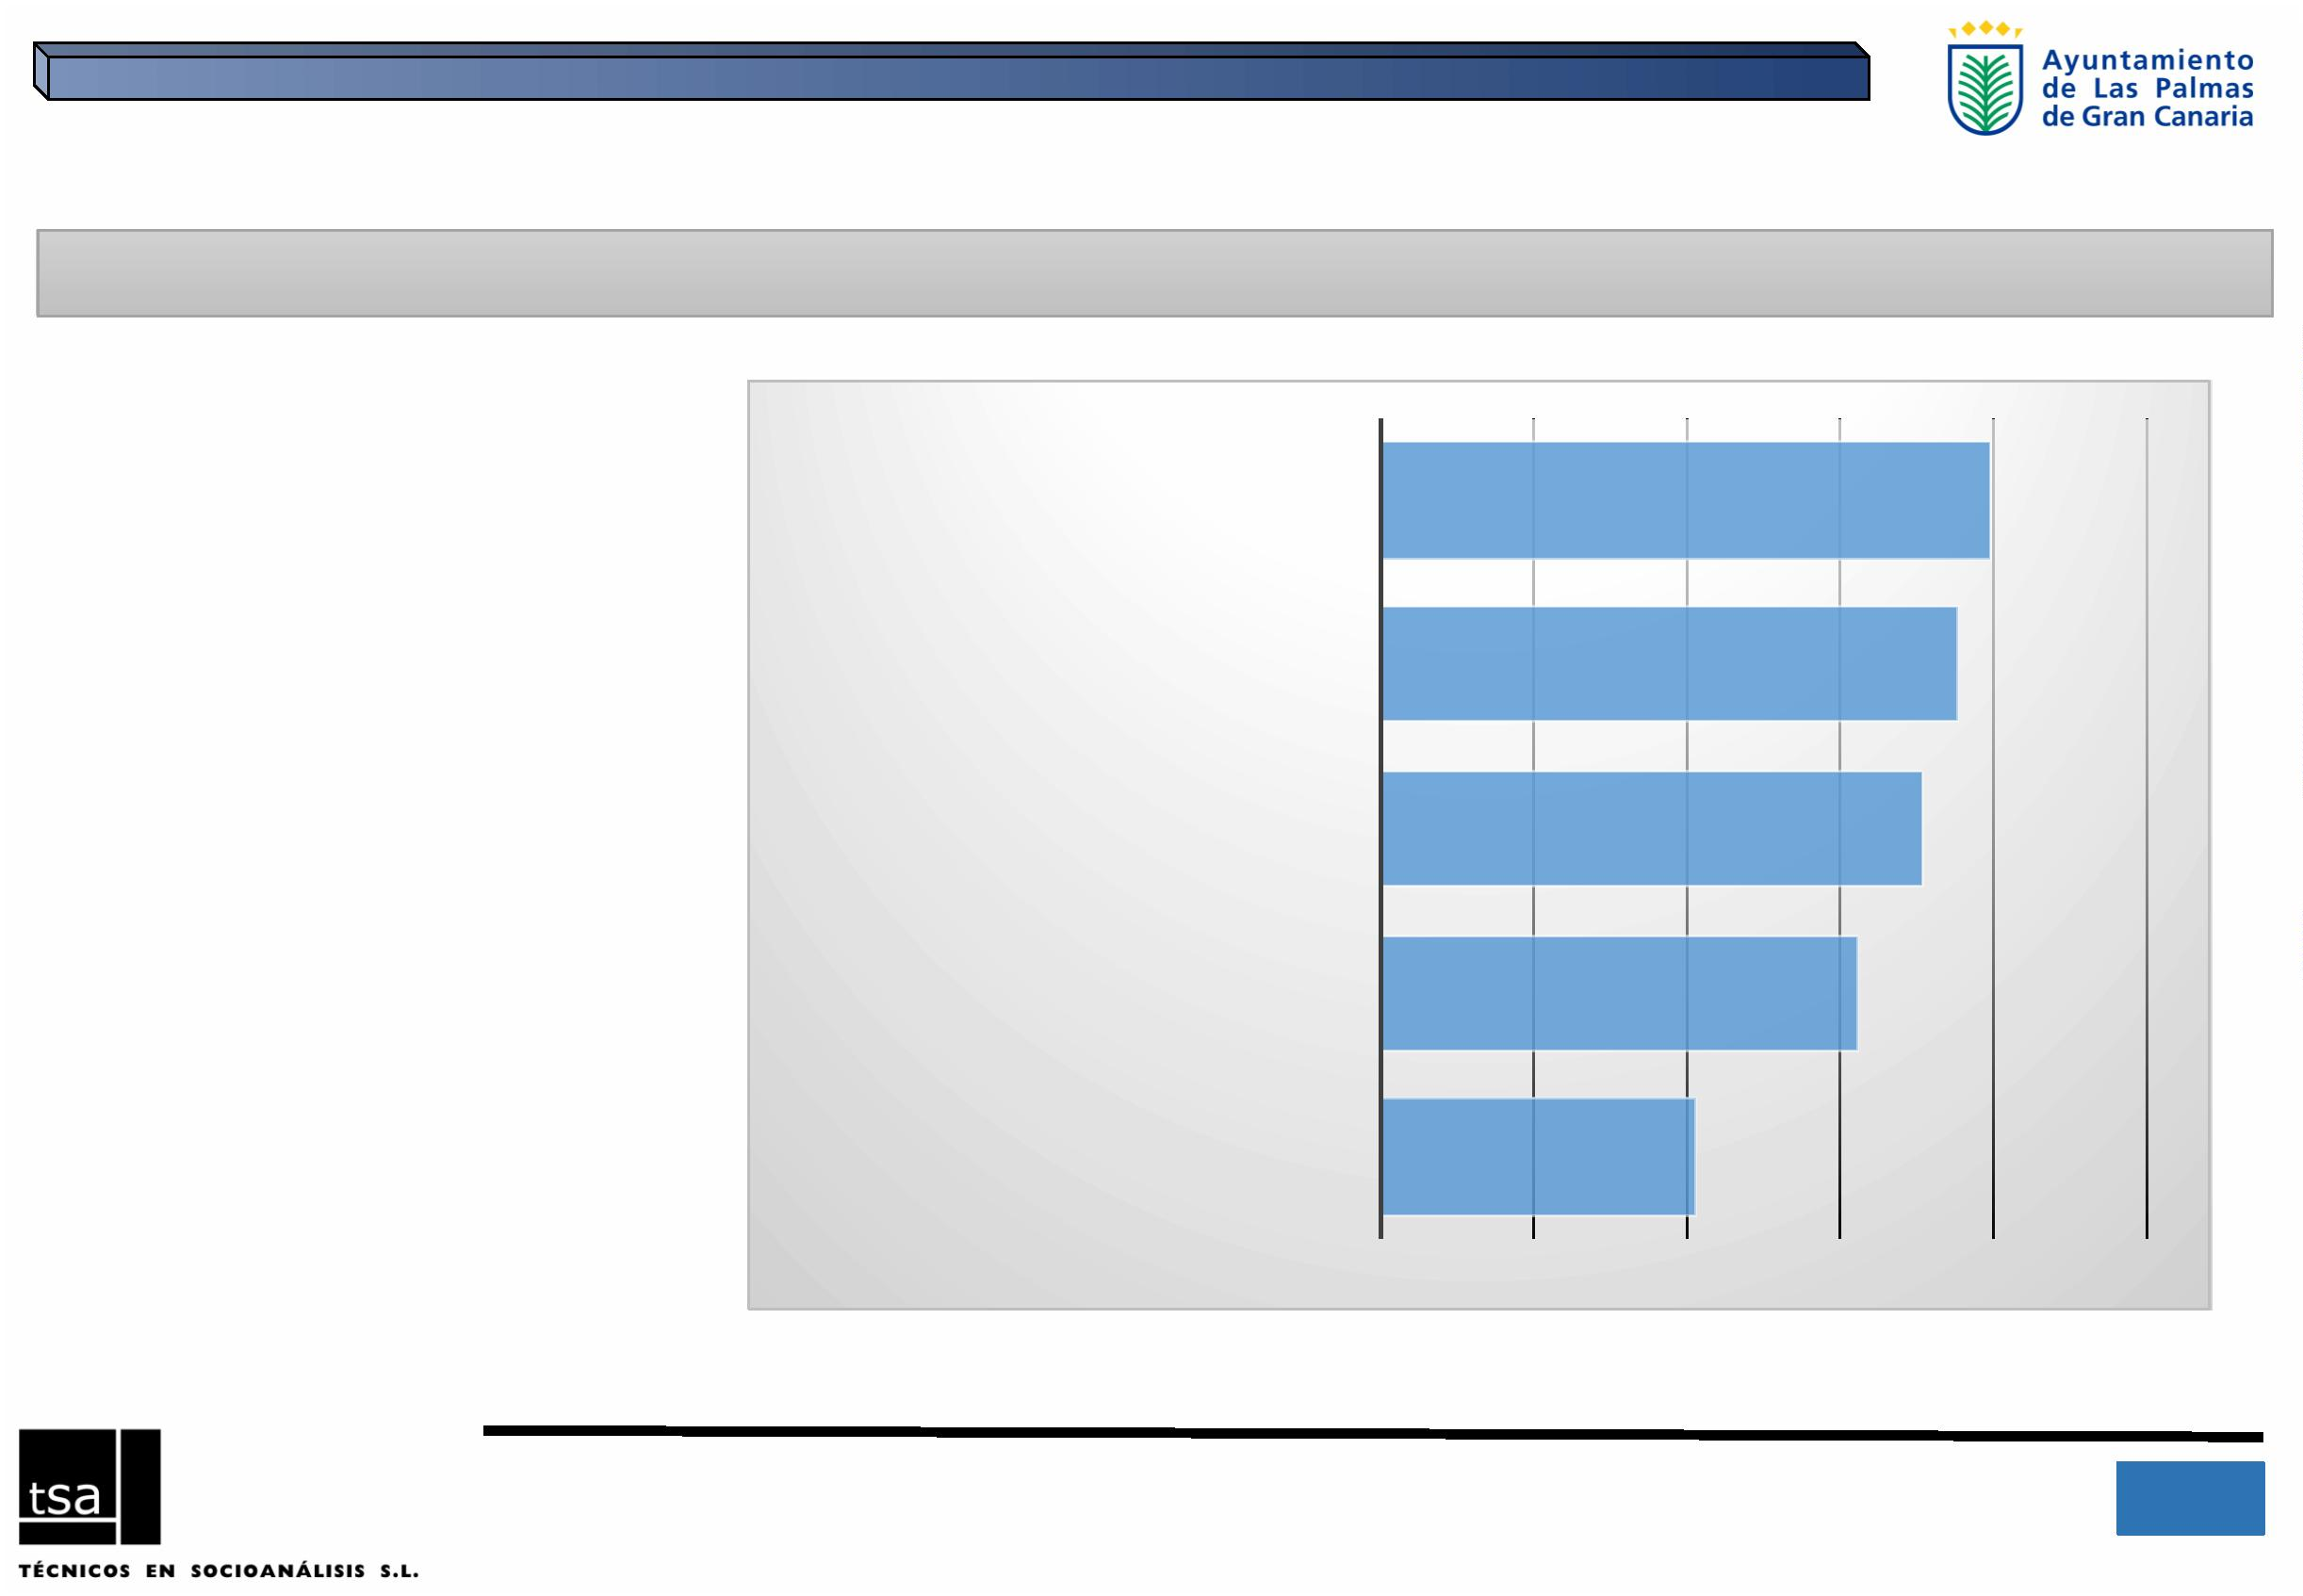 Ayuntamiento
de Las Palmas
de Gran Canaria
tsa
TÉCNICOS EN SOCIOANÁLISIS S.L.